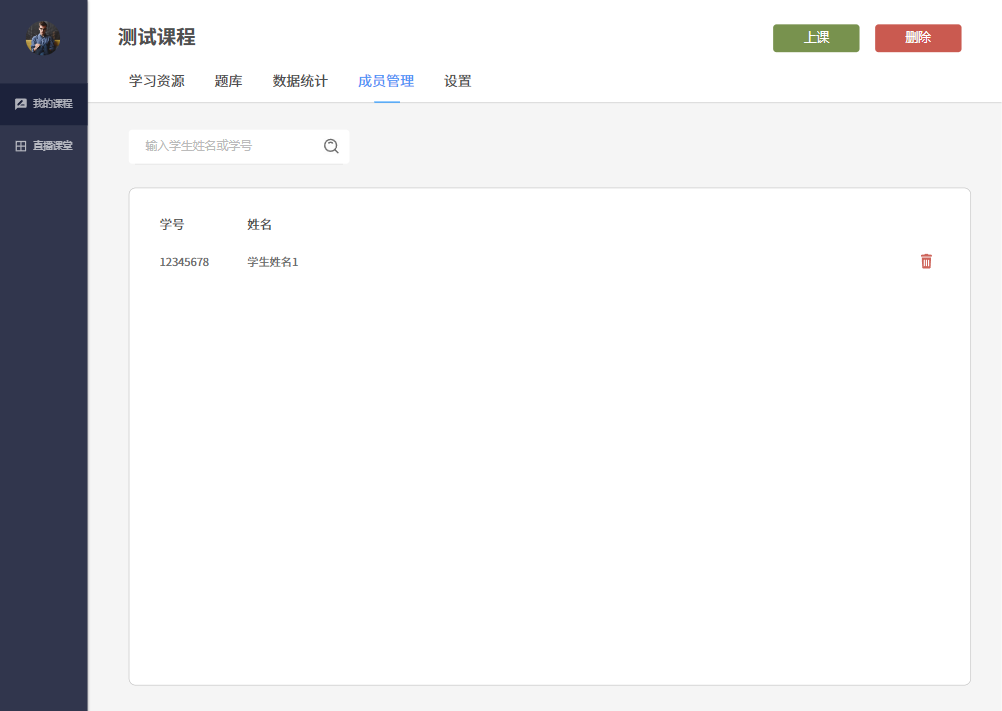 测试课程
上课
删除
学习资源 题库 数据统计 成员管理 设置
我的课程
直播课堂
输入学生姓名或学号
学号 姓名
12345678 学生姓名1